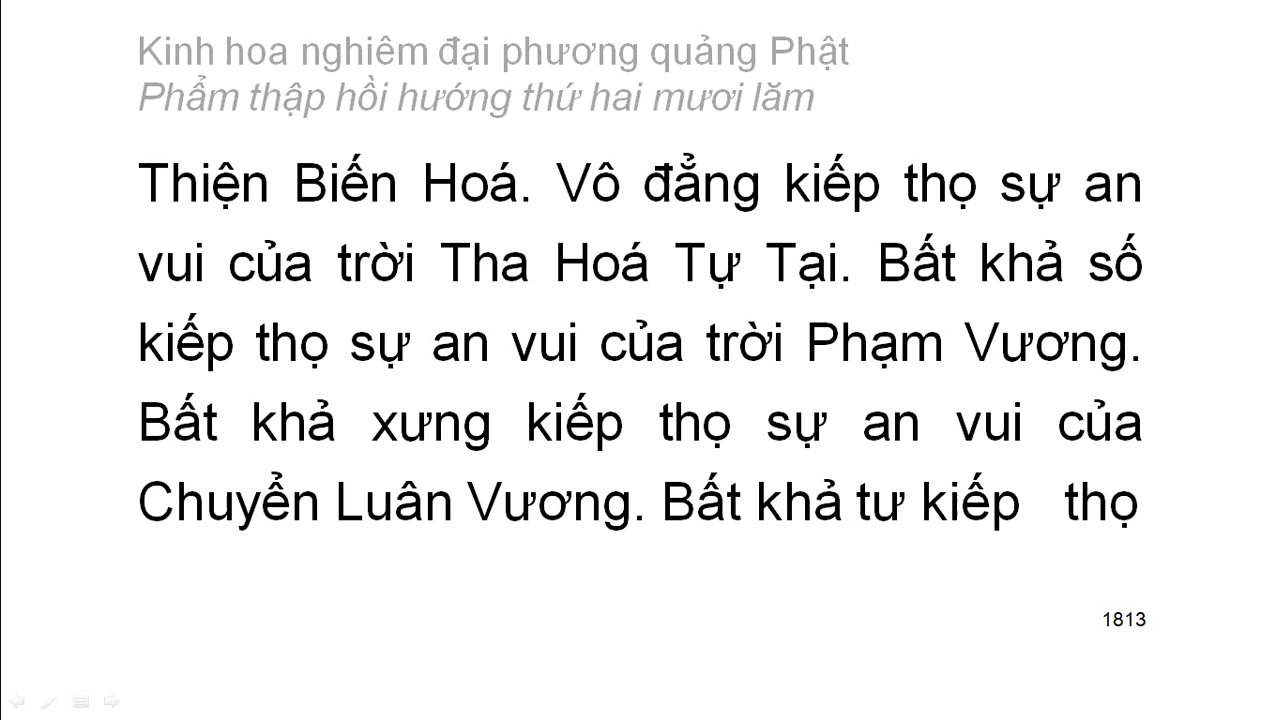 Kinh hoa nghiêm đại phương quảng Phật
Phẩm thập hồi hướng thứ hai mươi lăm
Thiện Biến Hoá. Vô đẳng kiếp thọ sự an
vui của trời Tha Hoá Tự Tại. Bất khả số
kiếp thọ sự an vui của trời Phạm Vương.
Bất khả xưng kiếp thọ sự an vui của
Chuyển Luân Vương. Bất khả tư kiếp thọ
1813